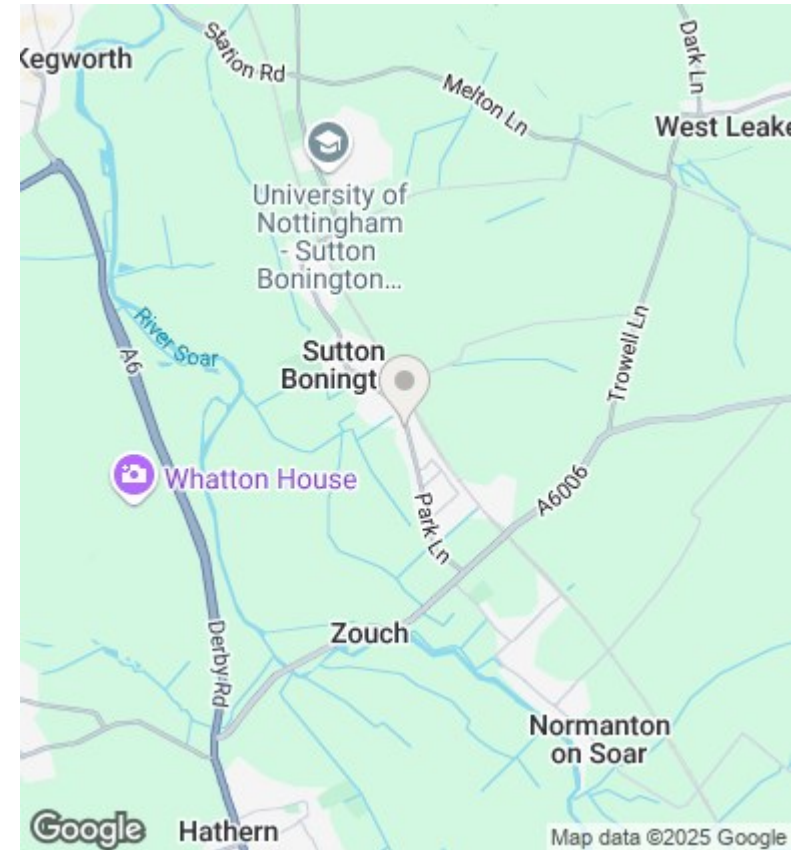 Kegworth
Station Rd
Melton Ln
Dark Ln
West Leake
University of
Nottingham
- Sutton
Bonington...
River Soar
A6
Sutton
Boningt
Trowell Ln
Whatton House
A6006
Park Ln
Zouch
Derby Rd
Normanton
on Soar
Hathern
Google
Map data ©2025 Google